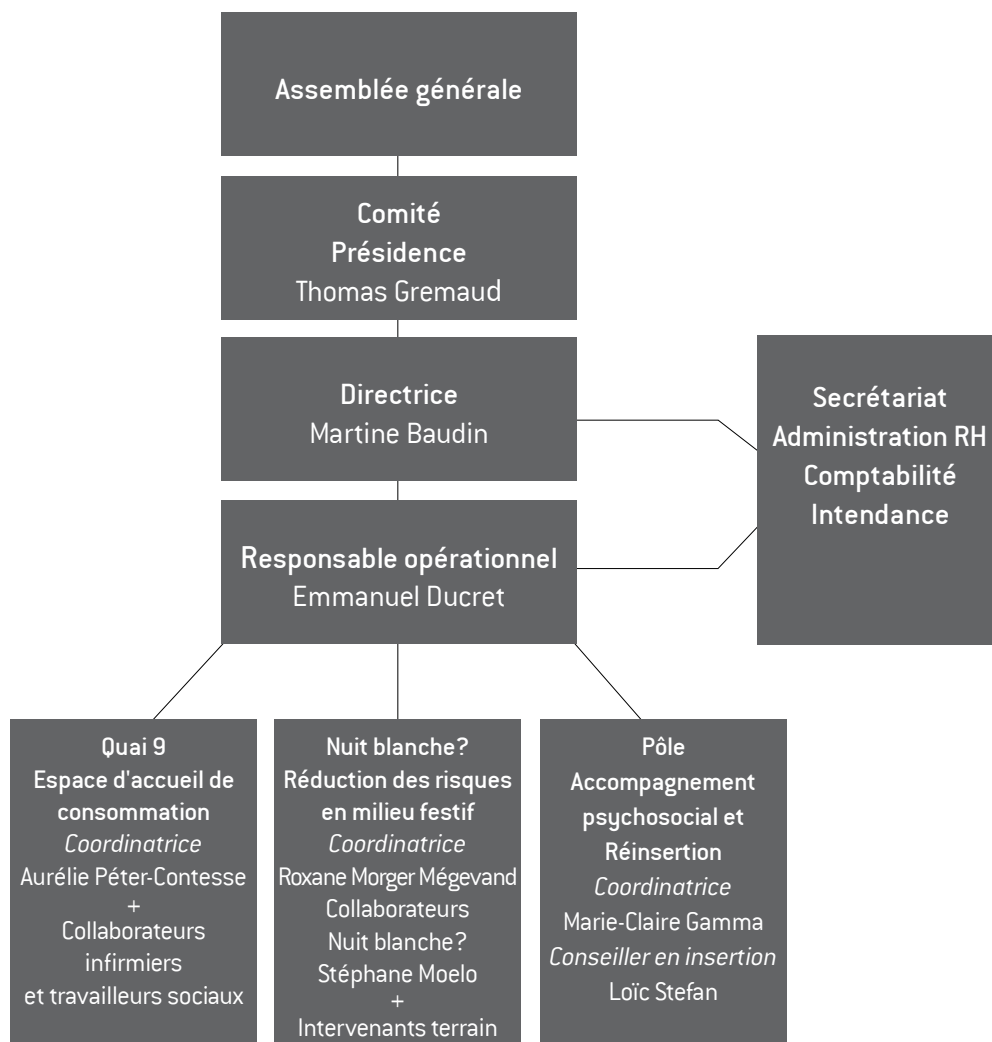 Assemblée générale
Comité
Présidence
Thomas Gremaud
Directrice
Martine Baudin
Secrétariat
Administration RH
Comptabilité
Intendance
Responsable opérationnel
Emmanuel Ducret
Quai 9
Espace d'accueil de
consommation
Coordinatrice
Aurélie Péter-Contesse
+
Collaborateurs
infirmiers
et travailleurs sociaux
Nuit blanche?
Réduction des risques
en milieu festif
Coordinatrice
Roxane Morger Mégevand
Collaborateurs
Nuit blanche?
Stéphane Moelo
+
Intervenants terrain
Pôle
Accompagnement
psychosocial et
Réinsertion
Coordinatrice
Marie-Claire Gamma
Conseiller en insertion
Loïc Stefan